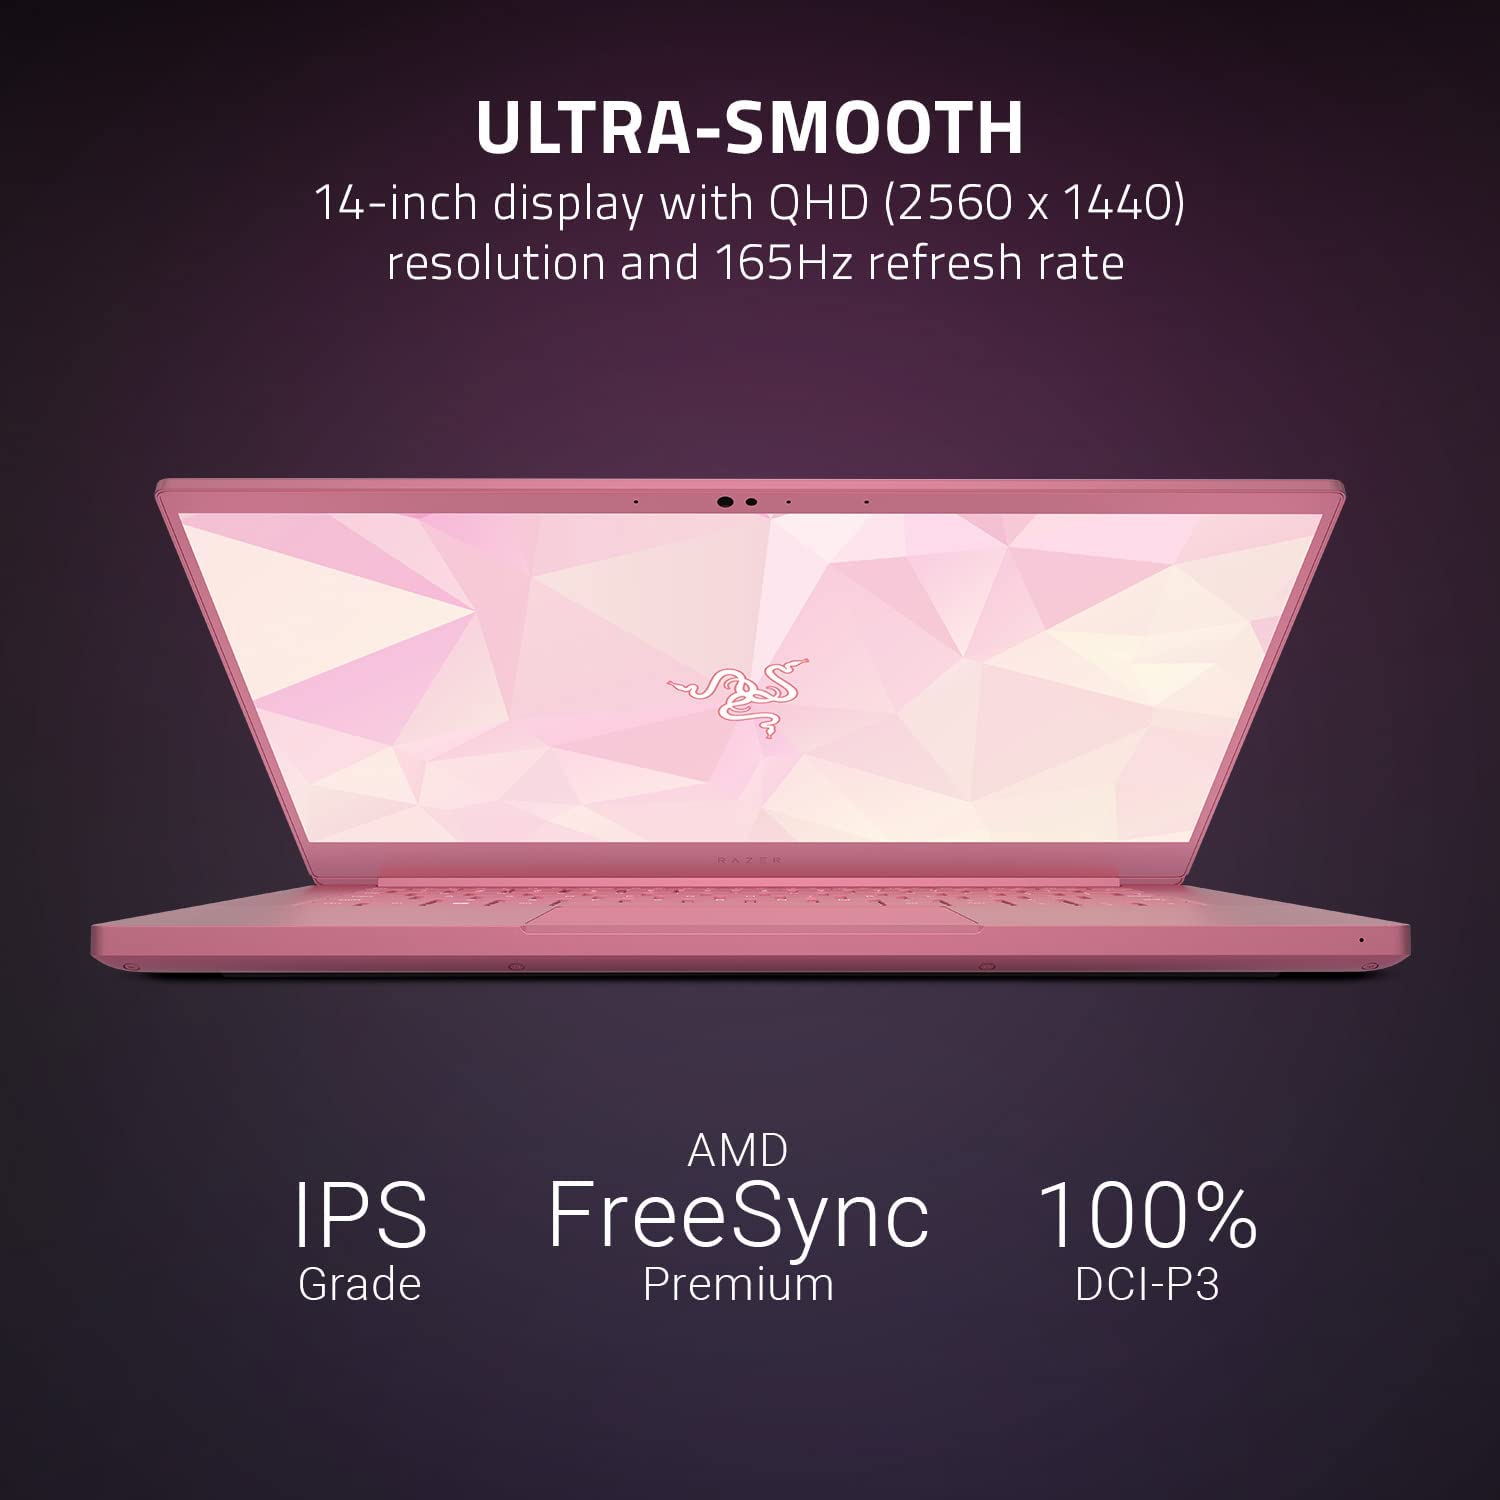 ULTRA-SMOOTH
14-inch display with QHD (2560 x 1440)
resolution and 165Hz refresh rate
RAZER
AMD
IPS FreeSync 100%
Grade Premium DCI-P3